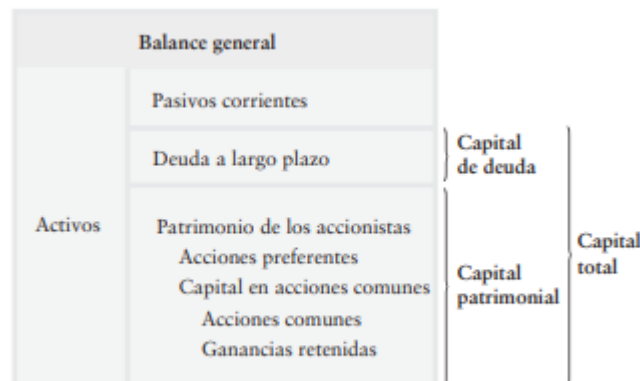 Balance general
Pasivos corrientes
Deuda a largo plazo
Capital
de deuda
Activos
Patrimonio de los accionistas
Acciones preferentes
Capital en acciones comunes
Acciones comunes
Ganancias retenidas
Capital
patrimonial
Capital
total